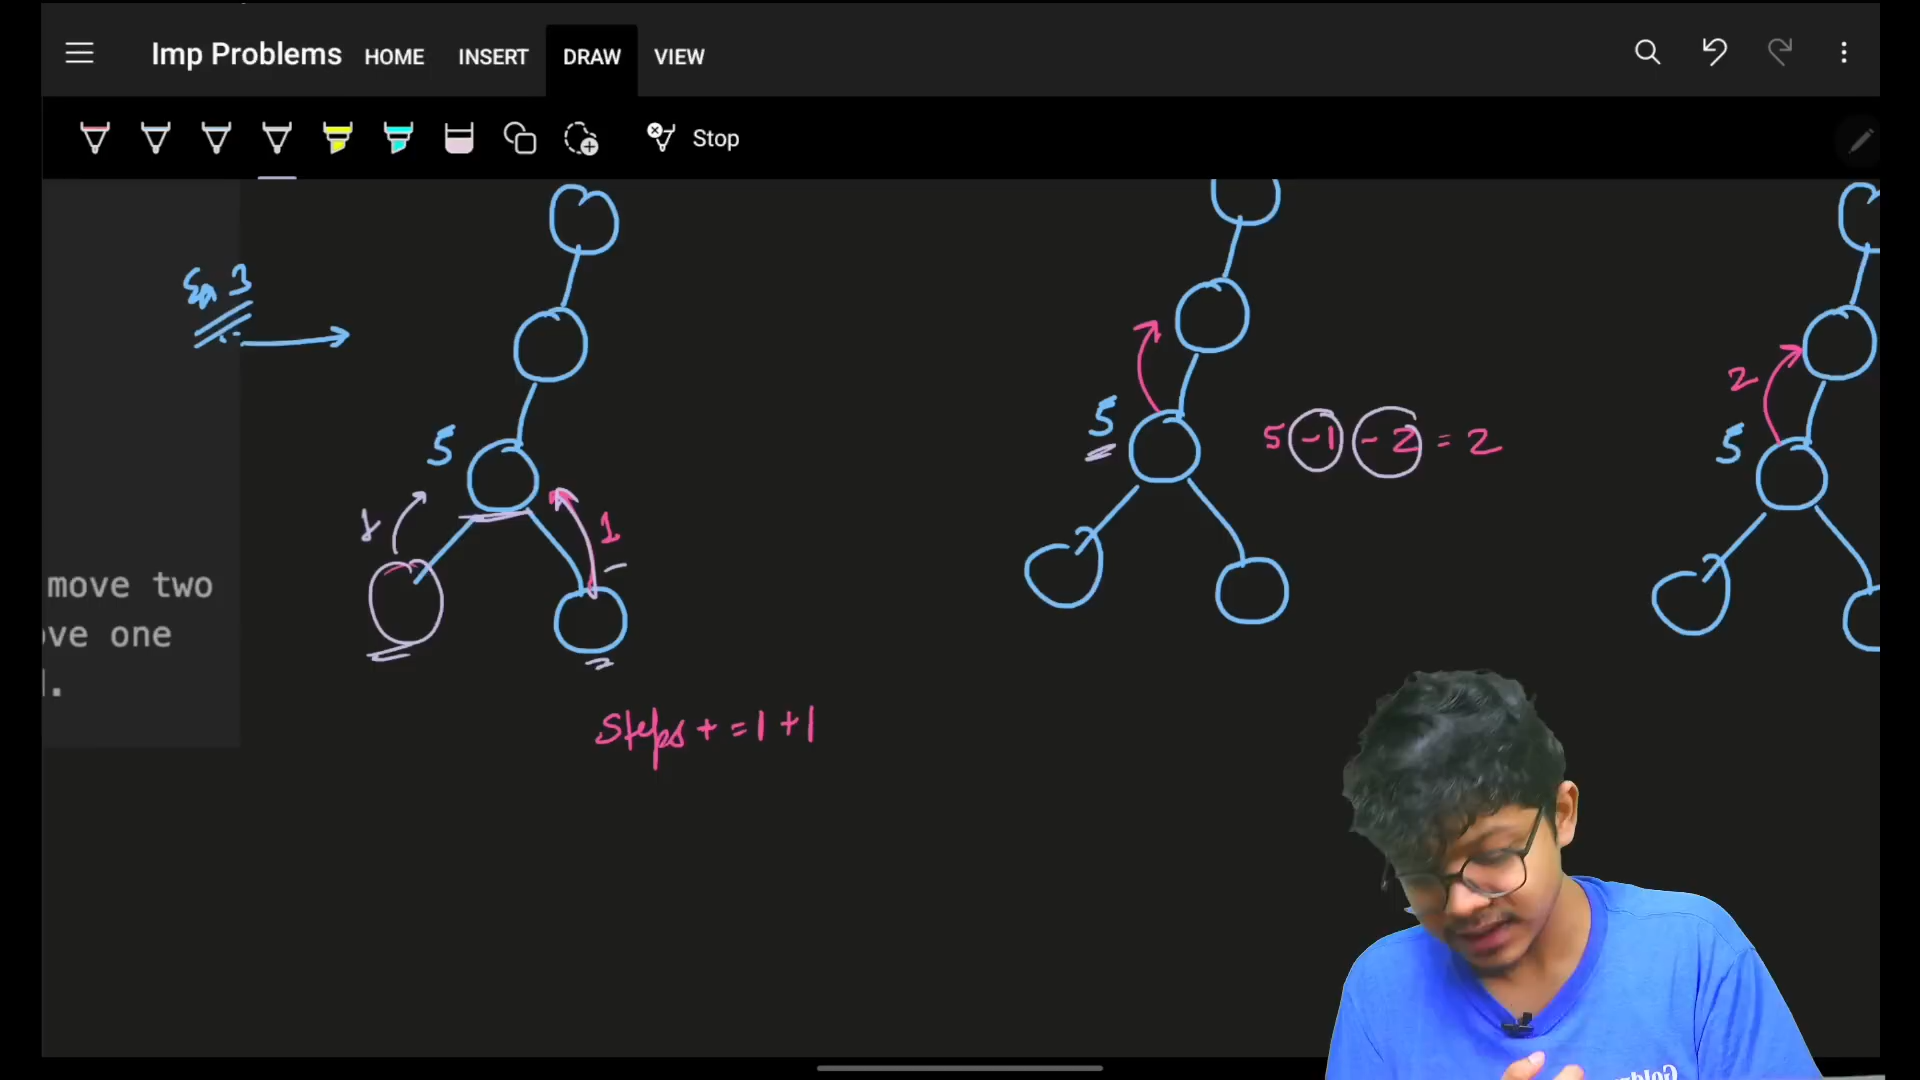 Imp Problems HOME INSERT DRAW VIEW
Stop
3
5
5
5 -1 -2 = 2
2
5
1
1
move two
ve one
.
Steps + = 1 + 1